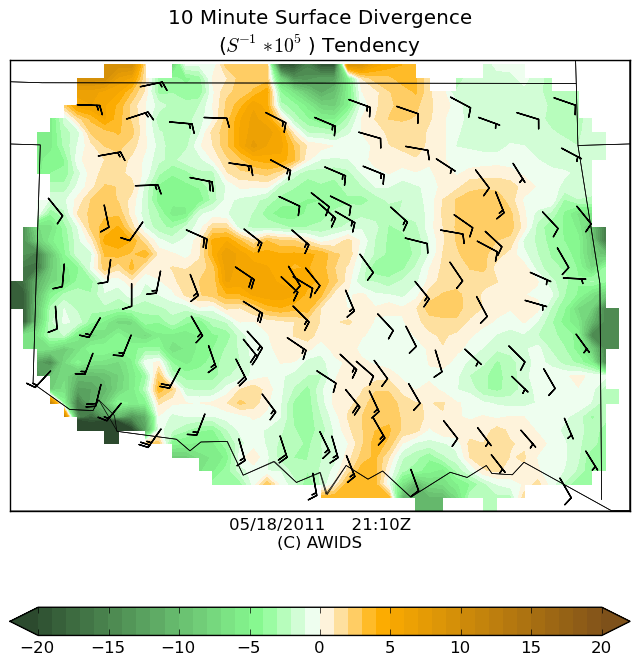 10 Minute Surface Divergence
(S⁻¹ *10⁵ ) Tendency
05/18/2011 21:10Z
(C) AWIDS
−20 −15 −10 −5 0 5 10 15 20